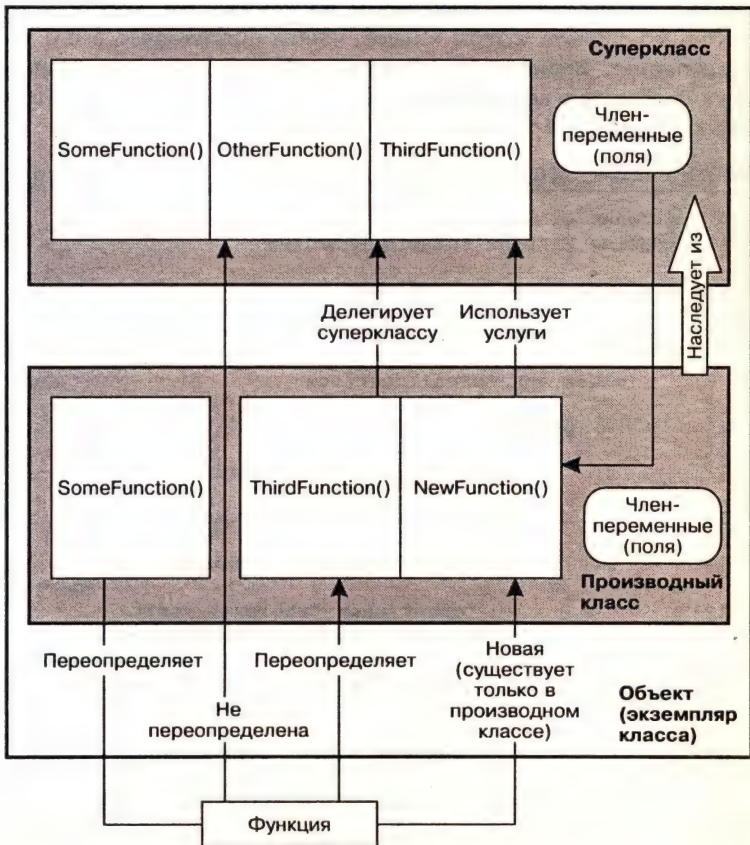 Суперкласс
SomeFunction()
OtherFunction()
ThirdFunction()
Член-
переменные
(поля)
Делегирует
суперклассу
Использует
услуги
Наследует из
SomeFunction()
ThirdFunction()
NewFunction()
Член-
переменные
(поля)
Производный
класс
Переопределяет
Не
переопределена
Переопределяет
Новая
(существует
только в
производном
классе)
Объект
(экземпляр
класса)
Функция